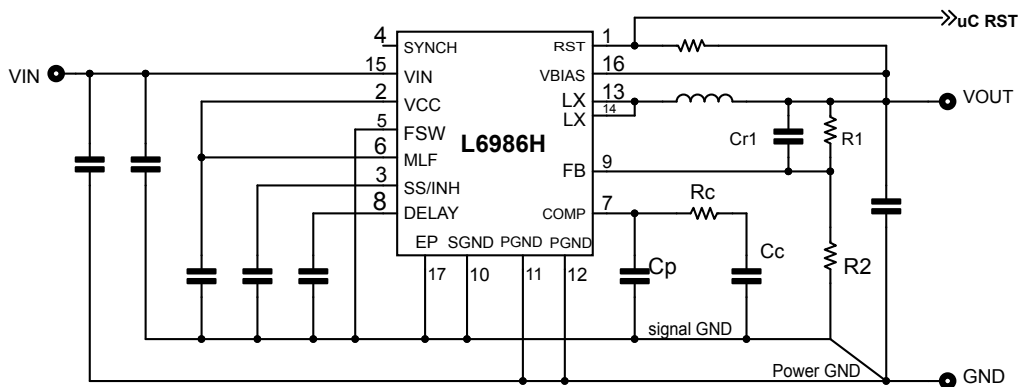 uC RST
4 SYNCH RST 1
VIN 15 VIN VBIAS 16
2 VCC LX 13 VOUT
LX 14
5 FSW L6986H Cr1 R1
6 MLF FB 9
3 SS/INH Rc
8 DELAY COMP 7
EP SGND PGND PGND Cc
17 10 11 12 Cp R2
signal GND
Power GND GND